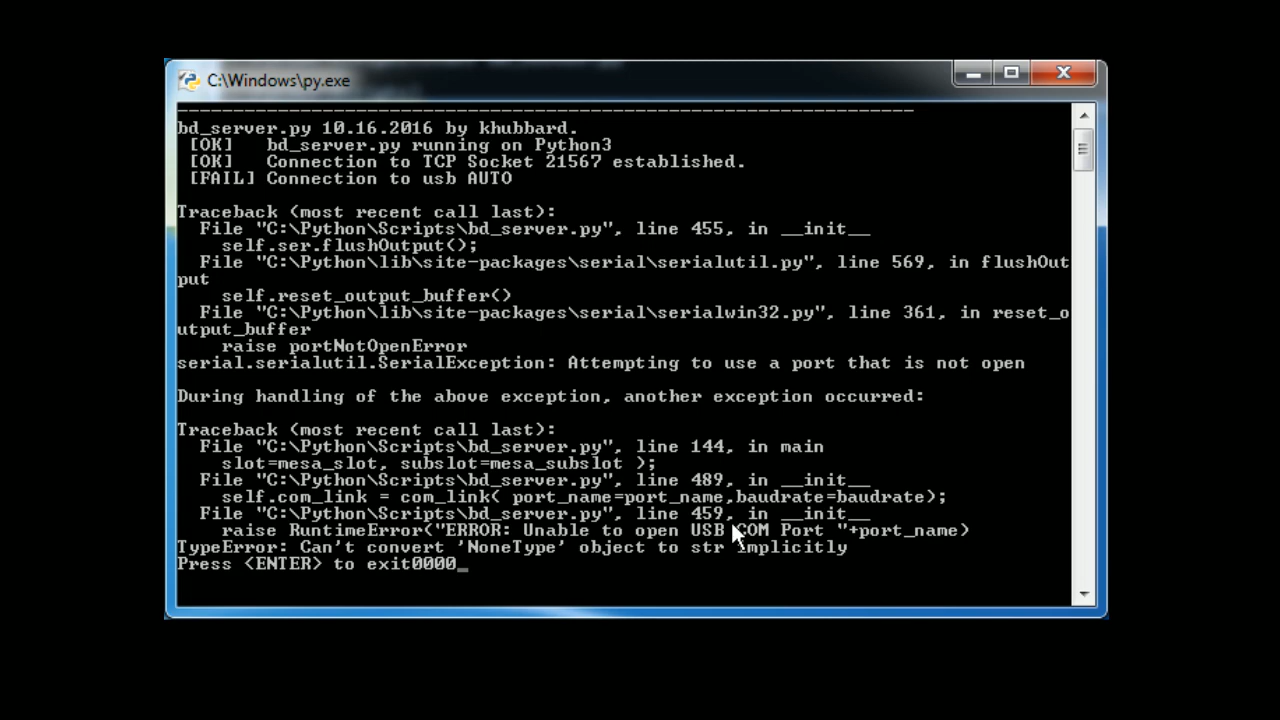 C:\Windows\py.exe
bd_server.py 10.16.2016 by khubbard.
[OK] bd_server.py running on Python3
[OK] Connection to TCP Socket 21567 established.
[FAIL] Connection to usb AUTO
Traceback (most recent call last):
File "C:\Python\Scripts\bd_server.py", line 455, in __init__
self.ser.flushOutput();
File "C:\Python\lib\site-packages\serial\serialutil.py", line 569, in flushOut
put
self.reset_output_buffer()
File "C:\Python\lib\site-packages\serial\serialwin32.py", line 361, in reset_o
utput_buffer
raise portNotOpenError
serial.serialutil.SerialException: Attempting to use a port that is not open
During handling of the above exception, another exception occurred:
Traceback (most recent call last):
File "C:\Python\Scripts\bd_server.py", line 144, in main
slot=mesa_slot, subslot=mesa_subslot );
File "C:\Python\Scripts\bd_server.py", line 489, in __init__
self.com_link = com_link( port_name=port_name,baudrate=baudrate);
File "C:\Python\Scripts\bd_server.py", line 459, in __init__
raise RuntimeError("ERROR: Unable to open USB COM Port "+port_name)
TypeError: Can't convert 'NoneType' object to str implicitly
Press <ENTER> to exit0000_